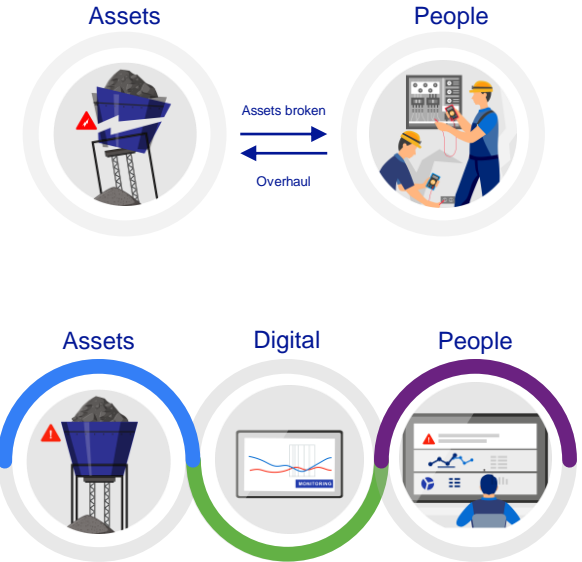 Assets
People
Assets broken
Overhaul
Assets
Digital
People
MONITORING